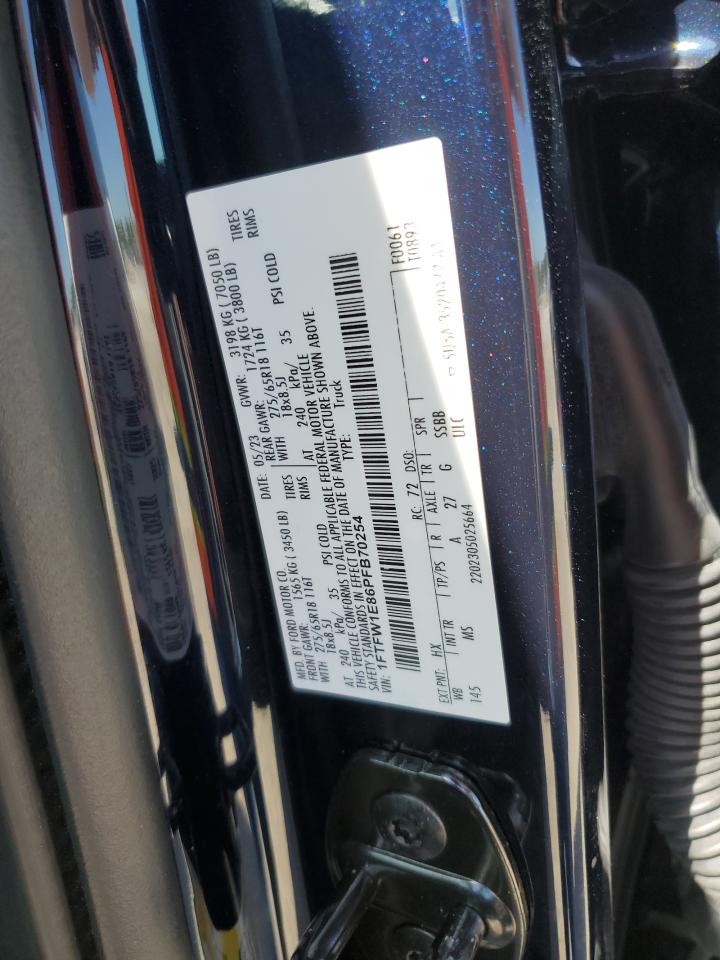 MFD. BY FORD MOTOR CO. DATE: 05/23 GVWR: 3198 KG ( 7050 LB)
FRONT GAWR: 1565 KG ( 3450 LB) REAR GAWR: 1724 KG ( 3800 LB)
WITH 275/65R18 116T TIRES WITH 275/65R18 116T TIRES
18x8.5J RIMS 18x8.5J RIMS
AT 240 kPa/ 35 PSI COLD AT 240 kPa/ 35 PSI COLD
THIS VEHICLE CONFORMS TO ALL APPLICABLE FEDERAL MOTOR VEHICLE
SAFETY STANDARDS IN EFFECT ON THE DATE OF MANUFACTURE SHOWN ABOVE.
VIN: 1FTFW1E86PFB70254 TYPE: Truck
F0061
T0893
EXT PNT: HX RC: 72 DSO:
WB INT TR TP/PS R AXLE TR SPR
145 MS A 27 G SSBB
2202305025664 ULC